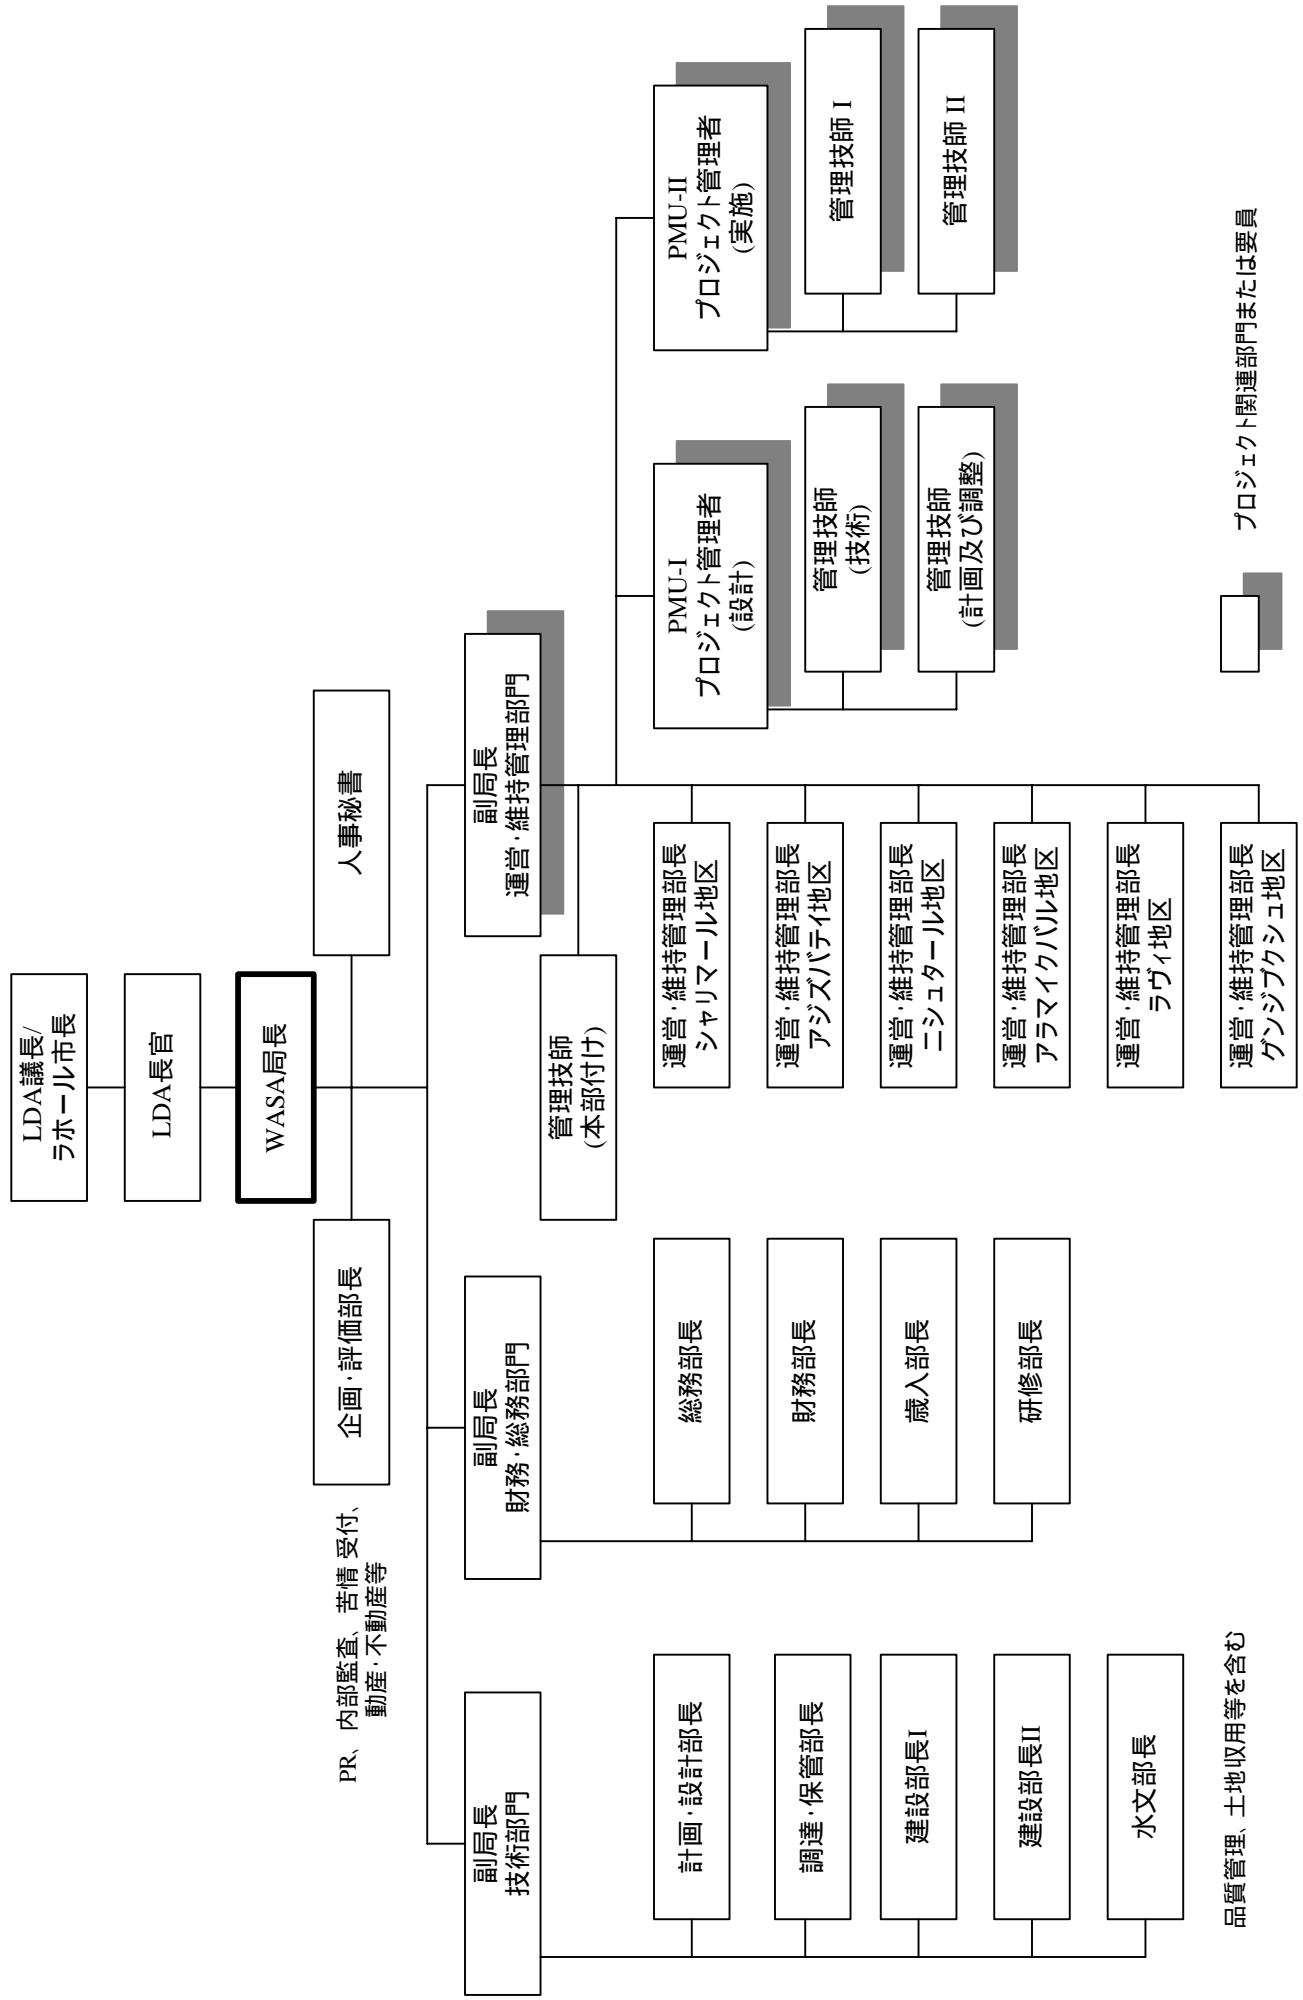 LDA議長/
ラホール市長
LDA長官
WASA局長
企画・評価部長
人事秘書
PR、内部監査、苦情 受付、
動産・不動産等
副局長
技術部門
計画・設計部長
調達・保管部長
建設部長I
建設部長II
水文部長
品質管理、土地収用等を含む
副局長
財務・総務部門
総務部長
財務部長
歳入部長
研修部長
副局長
運営・維持管理部門
管理技師
(本部付け)
運営・維持管理部長
シャリマール地区
運営・維持管理部長
アジズバティ地区
運営・維持管理部長
ニシュタール地区
運営・維持管理部長
アラマイクバル地区
運営・維持管理部長
ラヴィ地区
運営・維持管理部長
グンジブクシュ地区
PMU-I
プロジェクト管理者
(設計)
管理技師
(技術)
管理技師
(計画及び調整)
PMU-II
プロジェクト管理者
(実施)
管理技師 I
管理技師 II
プロジェクト関連部門または要員